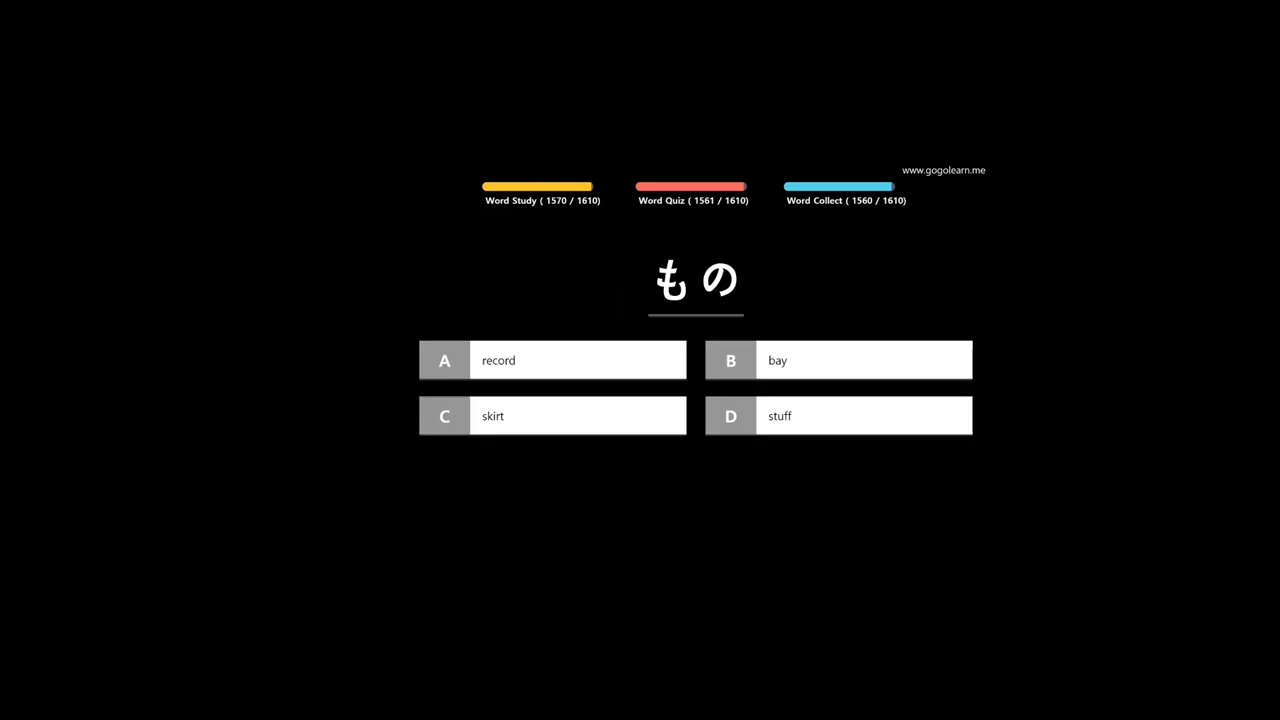 www.gogolearn.me
Word Study ( 1570 / 1610)
Word Quiz ( 1561 / 1610)
Word Collect ( 1560 / 1610)
もの
A record
B bay
C skirt
D stuff